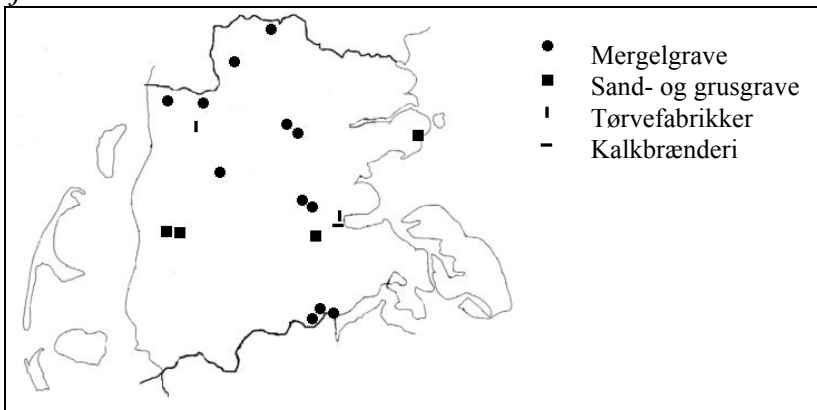 Mergelgrave
Sand- og grusgrave
Tørvefabrikker
Kalkbrænderi